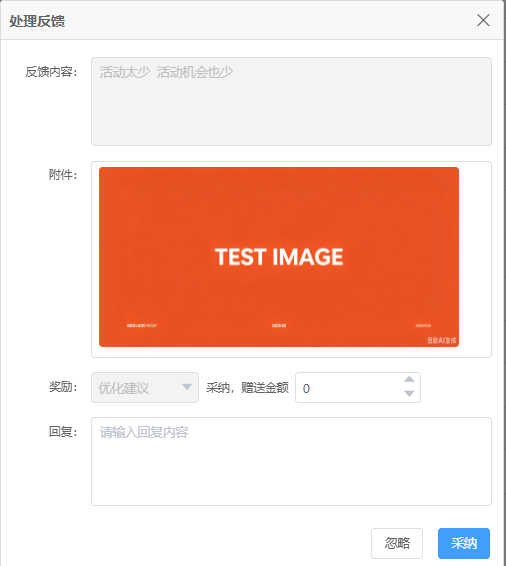 处理反馈
反馈内容：
活动太少 活动机会也少
附件：
TEST IMAGE
豆包AI生成
奖励：
优化建议
采纳，赠送金额
0
回复：
请输入回复内容
忽略
采纳